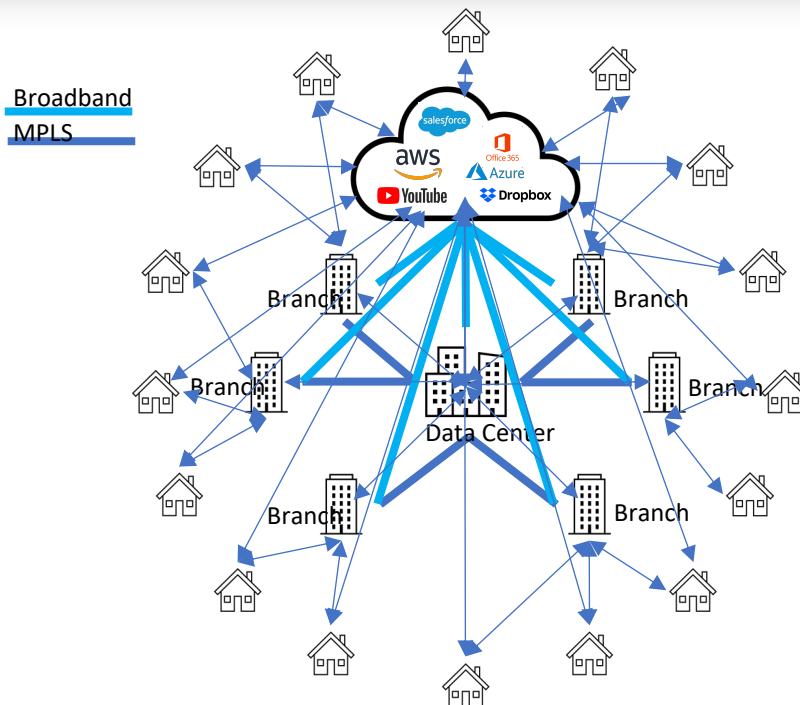 Broadband
MPLS
salesforce
aws
Office 365
Azure
YouTube
Dropbox
Branch
Branch
Branch
Branch
Data Center
Branch
Branch